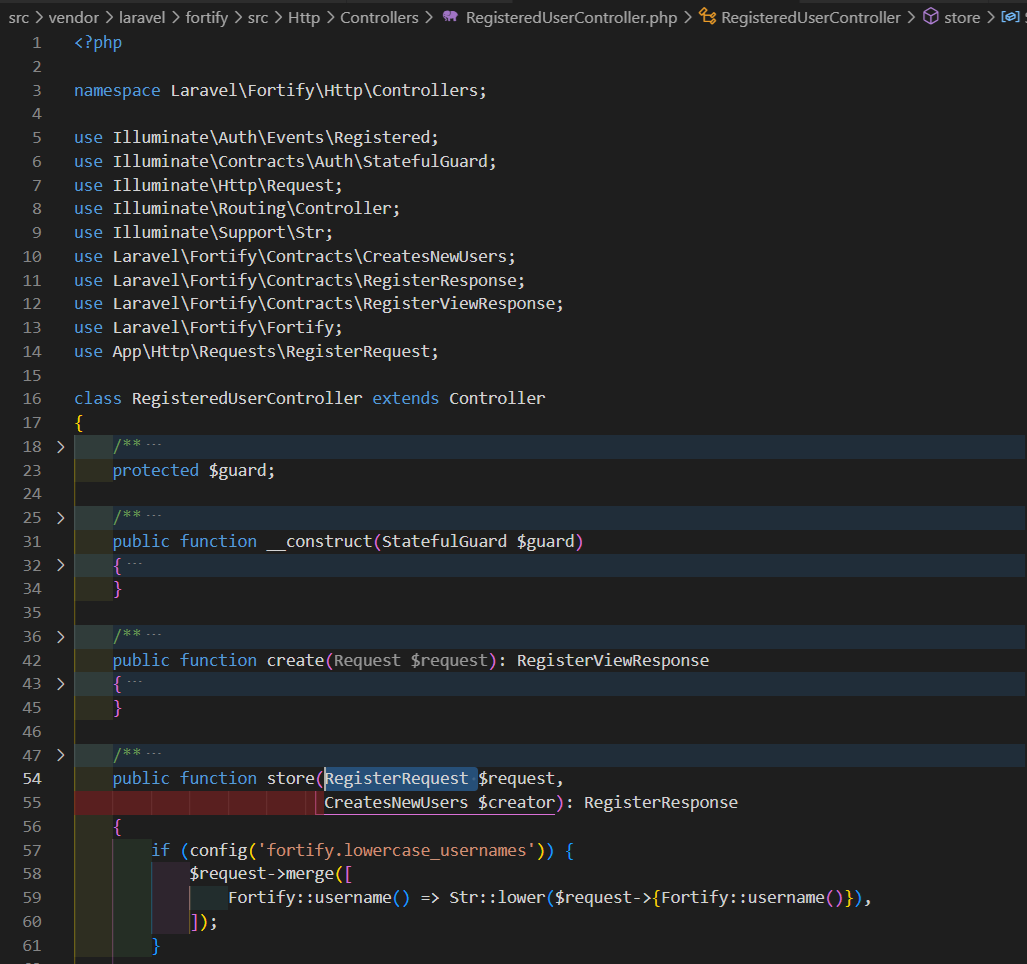 src > vendor > laravel > fortify > src > Http > Controllers > RegisteredUserController.php > RegisteredUserController > store >
1 <?php
2
3 namespace Laravel\Fortify\Http\Controllers;
4
5 use Illuminate\Auth\Events\Registered;
6 use Illuminate\Contracts\Auth\StatefulGuard;
7 use Illuminate\Http\Request;
8 use Illuminate\Routing\Controller;
9 use Illuminate\Support\Str;
10 use Laravel\Fortify\Contracts\CreatesNewUsers;
11 use Laravel\Fortify\Contracts\RegisterResponse;
12 use Laravel\Fortify\Contracts\RegisterViewResponse;
13 use Laravel\Fortify\Fortify;
14 use App\Http\Requests\RegisterRequest;
15
16 class RegisteredUserController extends Controller
17 {
18 > /** ···
23 protected $guard;
24
25 > /** ···
31 public function __construct(StatefulGuard $guard)
32 > { ···
34 }
35
36 > /** ···
42 public function create(Request $request): RegisterViewResponse
43 > { ···
45 }
46
47 > /** ···
54 public function store(RegisterRequest $request,
55 CreatesNewUsers $creator): RegisterResponse
56 {
57 if (config('fortify.lowercase_usernames')) {
58 $request->merge([
59 Fortify::username() => Str::lower($request->{Fortify::username()}),
60 ]);
61 }